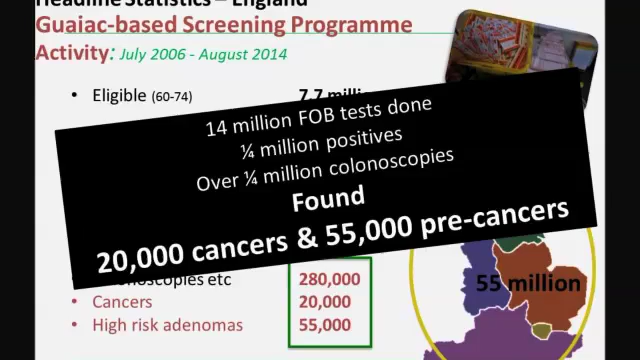 Headline Statistics – England
Guaiac-based Screening Programme
Activity: July 2006 - August 2014
• Eligible (60-74) 7.7
14 million FOB tests done
¼ million positives
Over ¼ million colonoscopies
Found
20,000 cancers & 55,000 pre-cancers
etc 280,000
• Cancers 20,000
• High risk adenomas 55,000
55 million